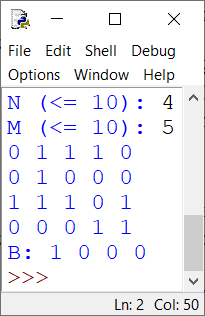 File Edit Shell Debug
Options Window Help
N (<= 10): 4
M (<= 10): 5
0 1 1 1 0
0 1 0 0 0
1 1 1 0 1
0 0 0 1 1
B: 1 0 0 0
>>>
Ln: 2 Col: 50